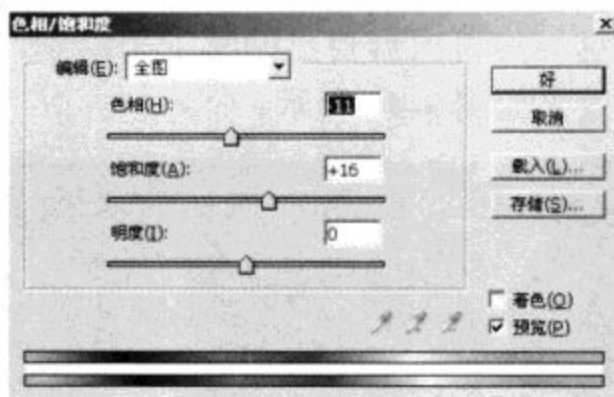 色相/饱和度
编辑(E): 全图
好
色相(H): -11
取消
饱和度(A): +16
载入(L)...
存储(S)...
明度(I): 0
着色(O)
预览(P)